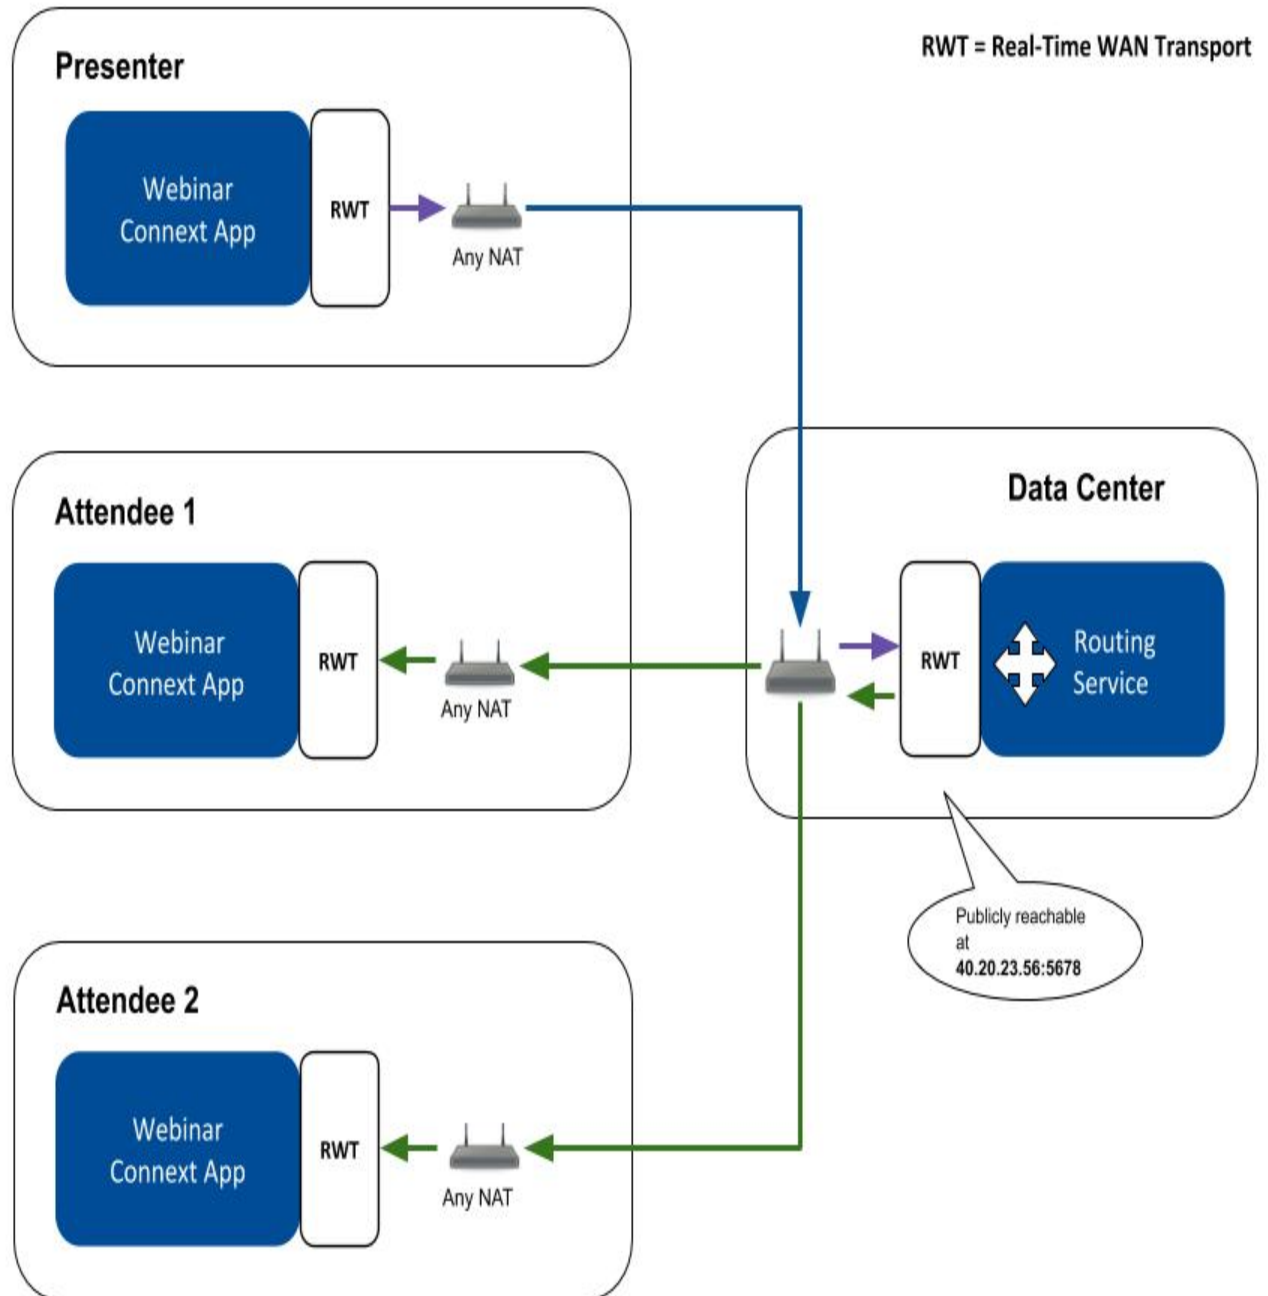 RWT = Real-Time WAN Transport
Presenter
Webinar
Connext App
RWT
Any NAT
Attendee 1
Webinar
Connext App
RWT
Any NAT
Data Center
RWT
Routing
Service
Publicly reachable
at
40.20.23.56:5678
Attendee 2
Webinar
Connext App
RWT
Any NAT